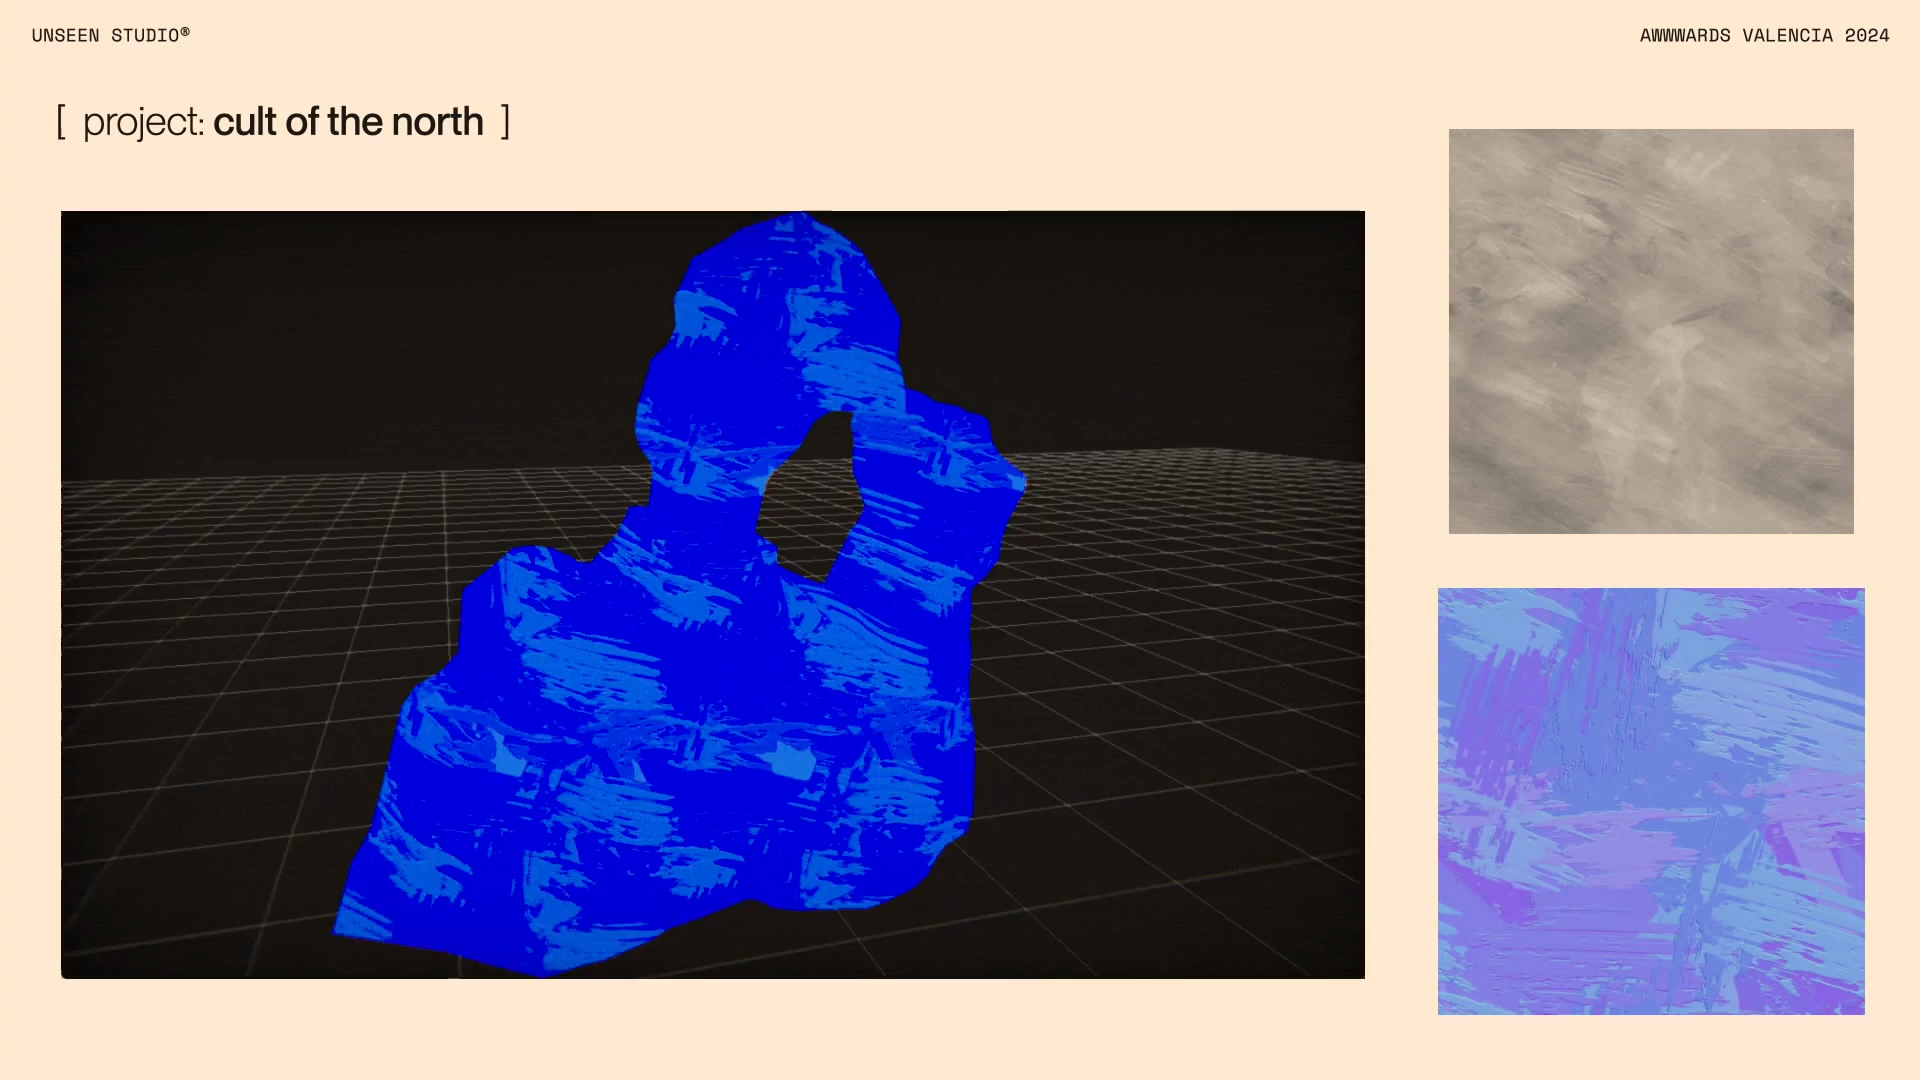 UNSEEN STUDIO®
AWWWARDS VALENCIA 2024
[ project: cult of the north ]